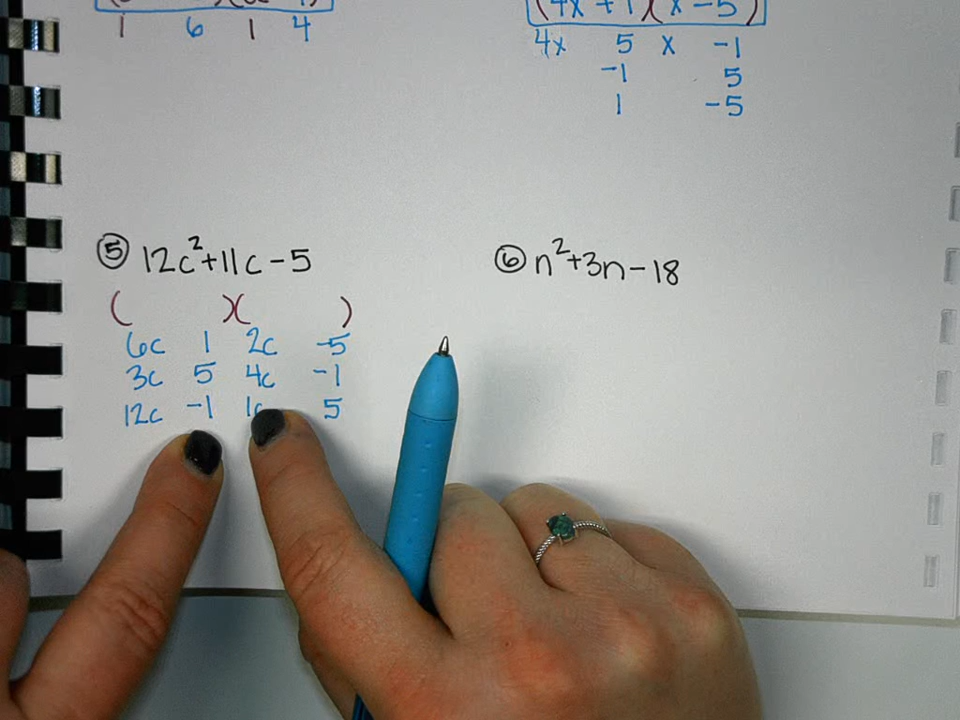 1 6 1 4
(4x + 1)(x - 5)
4x 5 x -1
-1 5
1 -5
⑤ 12c²+11c-5
( )( )
6c 1 2c -5
3c 5 4c -1
12c -1 1c 5
⑥ n²+3n-18